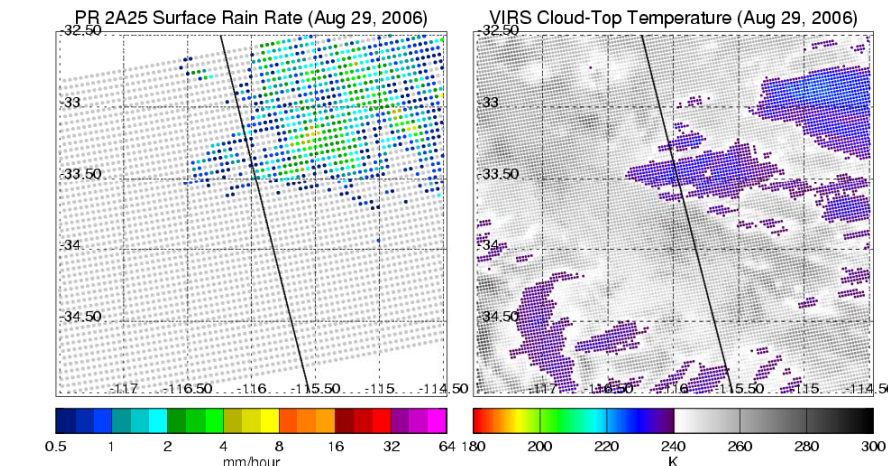 PR 2A25 Surface Rain Rate (Aug 29, 2006)
-32.50
-33
-33.50
-34
-34.50
-117 -116.50 -116 -115.50 -115 -114.50
0.5 1 2 4 8 16 32 64
mm/hour
VIRS Cloud-Top Temperature (Aug 29, 2006)
-32.50
-33
-33.50
-34
-34.50
-117 -116.50 -116 -115.50 -115 -114.50
180 200 220 240 260 280 300
K